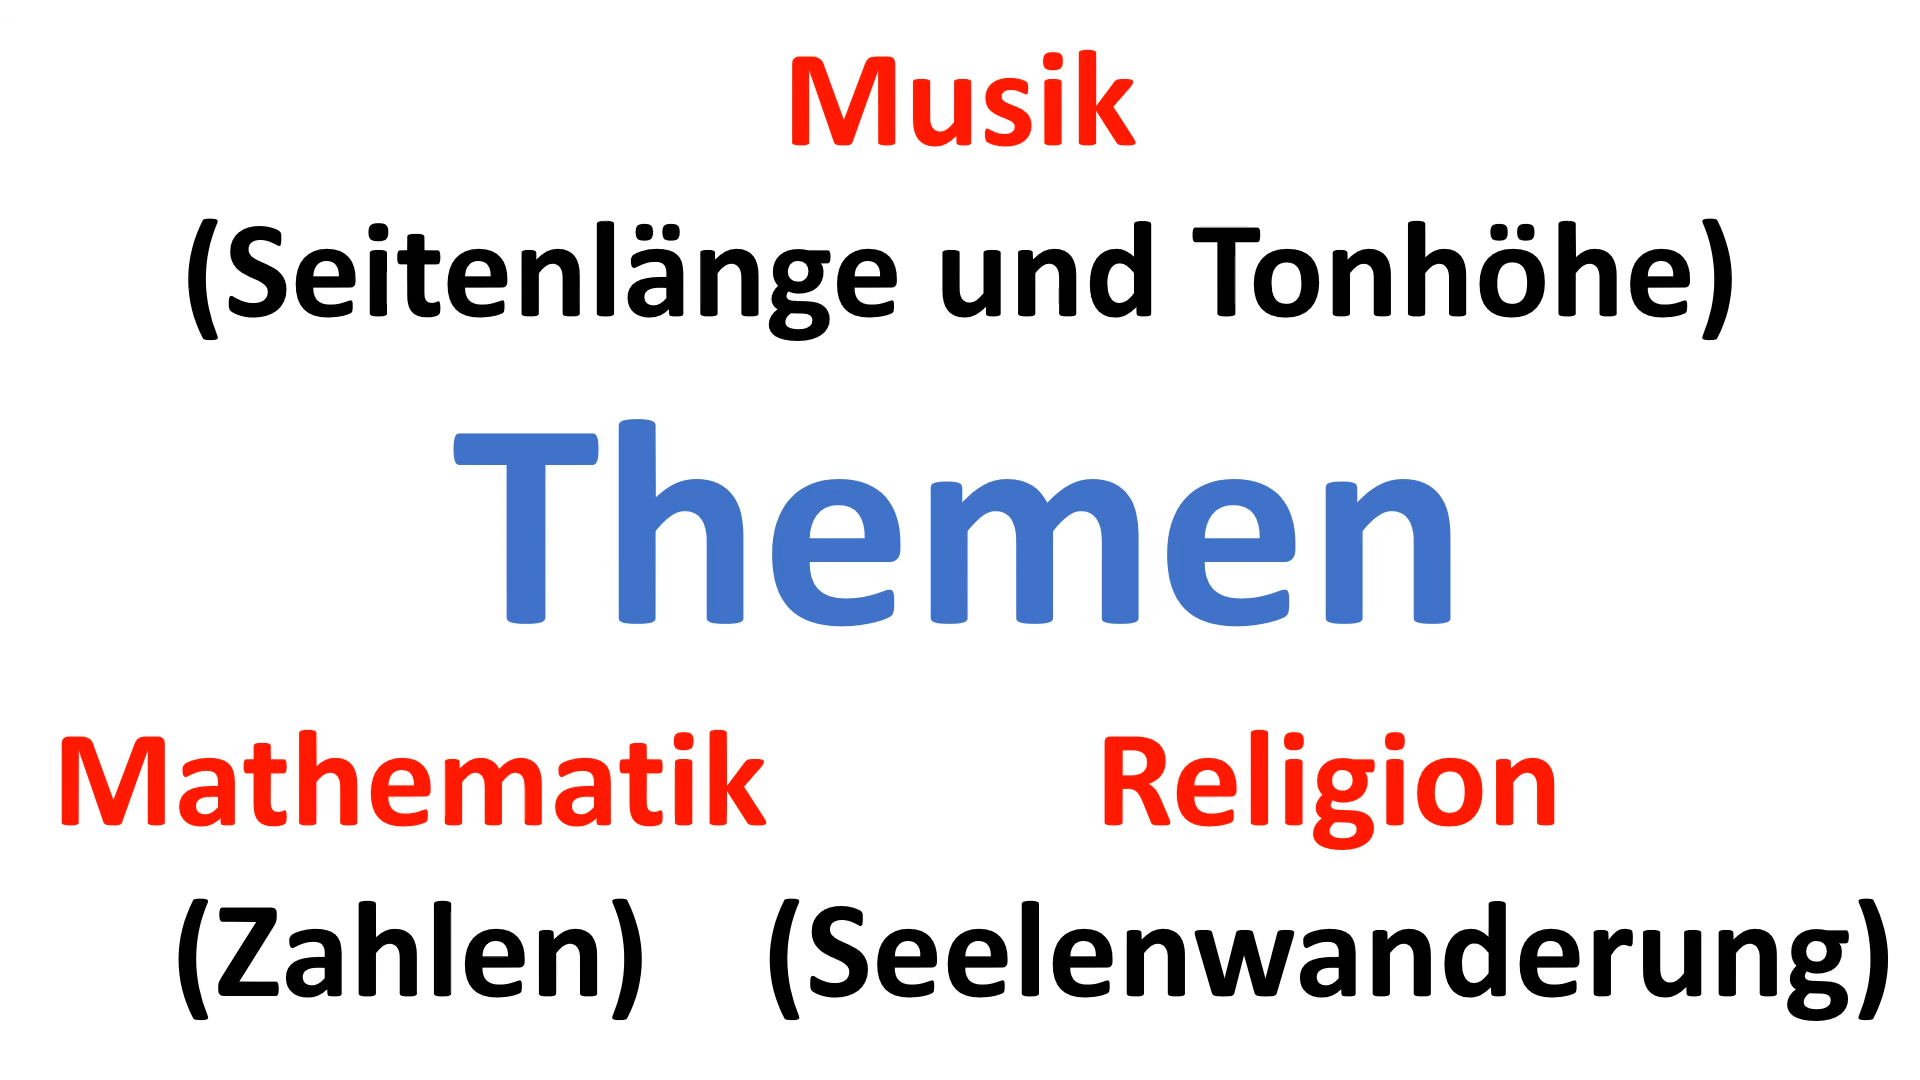 Musik
(Seitenlänge und Tonhöhe)
Themen
Mathematik Religion
(Zahlen) (Seelenwanderung)